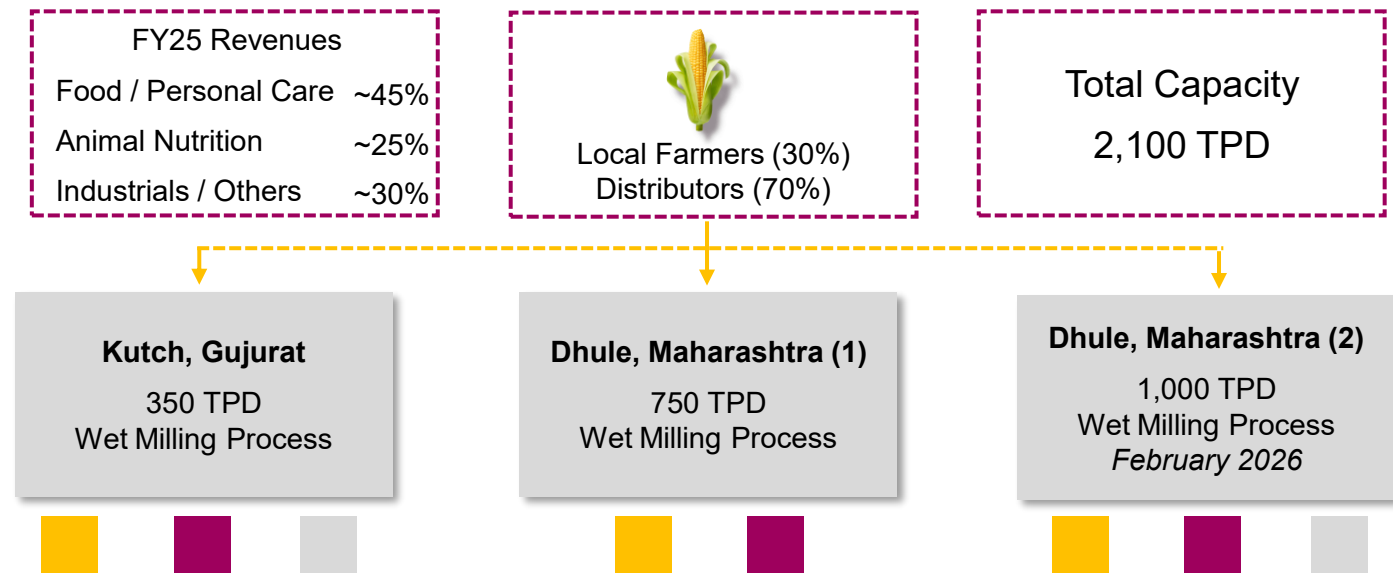 FY25 Revenues
Food / Personal Care ~45%
Animal Nutrition ~25%
Industrials / Others ~30%
Local Farmers (30%)
Distributors (70%)
Total Capacity
2,100 TPD
Kutch, Gujurat
350 TPD
Wet Milling Process
Dhule, Maharashtra (1)
750 TPD
Wet Milling Process
Dhule, Maharashtra (2)
1,000 TPD
Wet Milling Process
February 2026